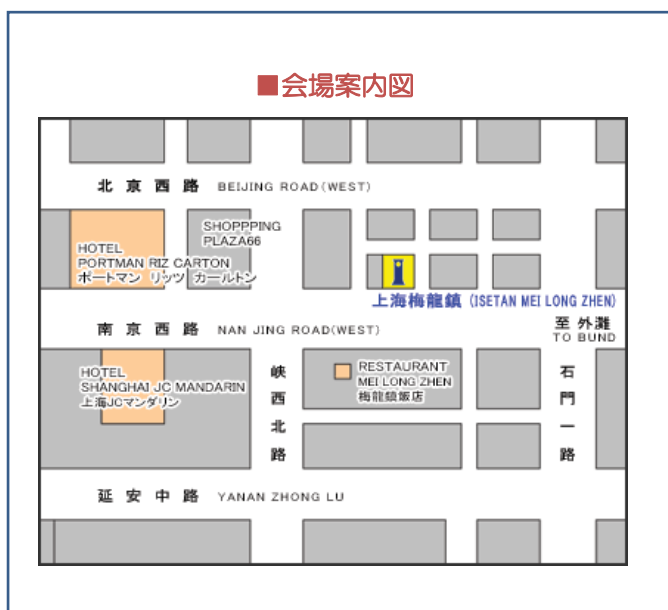 ■会場案内図
北京西路 BEIJING ROAD(WEST)
SHOPPPING
PLAZA66
HOTEL
PORTMAN RIZ CARTON
ポートマン リッツ カールトン
上海梅龍鎮 (ISETAN MEI LONG ZHEN)
南京西路 NAN JING ROAD(WEST)
至 外灘
TO BUND
HOTEL
SHANGHAI JC MANDARIN
上海JCマンダリン
峡西北路
RESTAURANT
MEI LONG ZHEN
梅龍鎮飯店
石門一路
延安中路 YANAN ZHONG LU